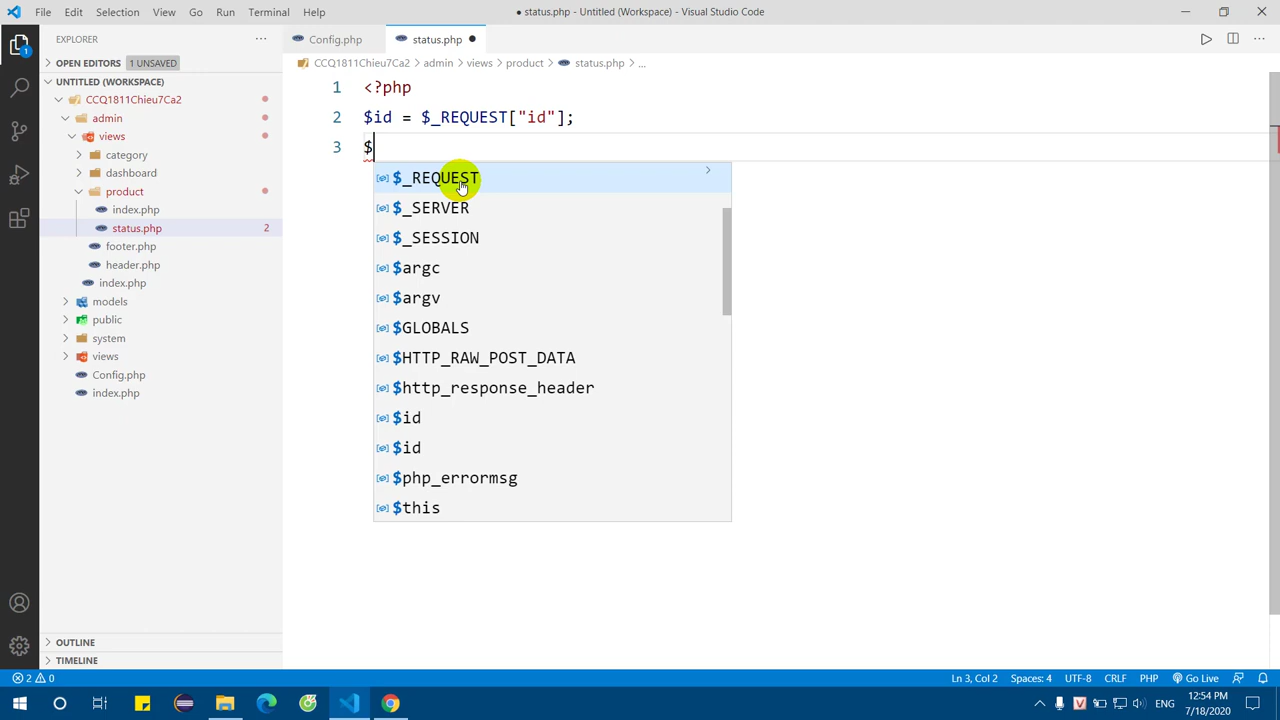 File Edit Selection View Go Run Terminal Help
● status.php - Untitled (Workspace) - Visual Studio Code
EXPLORER
OPEN EDITORS 1 UNSAVED
UNTITLED (WORKSPACE)
CCQ1811Chieu7Ca2
admin
views
category
dashboard
product
index.php
status.php 2
footer.php
header.php
index.php
models
public
system
views
Config.php
index.php
OUTLINE
TIMELINE
Config.php status.php ●
CCQ1811Chieu7Ca2 > admin > views > product > status.php > ...
1 <?php
2 $id = $_REQUEST["id"];
3 $
$_REQUEST
$_SERVER
$_SESSION
$argc
$argv
$GLOBALS
$HTTP_RAW_POST_DATA
$http_response_header
$id
$id
$php_errormsg
$this
2 0
Ln 3, Col 2 Spaces: 4 UTF-8 CRLF PHP Go Live
1
V ENG
12:54 PM
7/18/2020